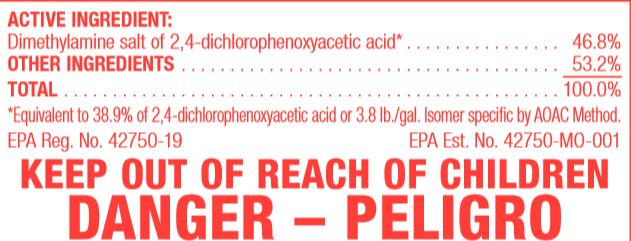 ACTIVE INGREDIENT:
Dimethylamine salt of 2,4-dichlorophenoxyacetic acid* . . . . . . . . . . . . . . . . 46.8%
OTHER INGREDIENTS . . . . . . . . . . . . . . . . . . . . . . . . . . . . . . . . . . . . . . . 53.2%
TOTAL . . . . . . . . . . . . . . . . . . . . . . . . . . . . . . . . . . . . . . . . . . . . . . . . . . . 100.0%
*Equivalent to 38.9% of 2,4-dichlorophenoxyacetic acid or 3.8 lb./gal. Isomer specific by AOAC Method.
EPA Reg. No. 42750-19 EPA Est. No. 42750-MO-001
KEEP OUT OF REACH OF CHILDREN
DANGER – PELIGRO